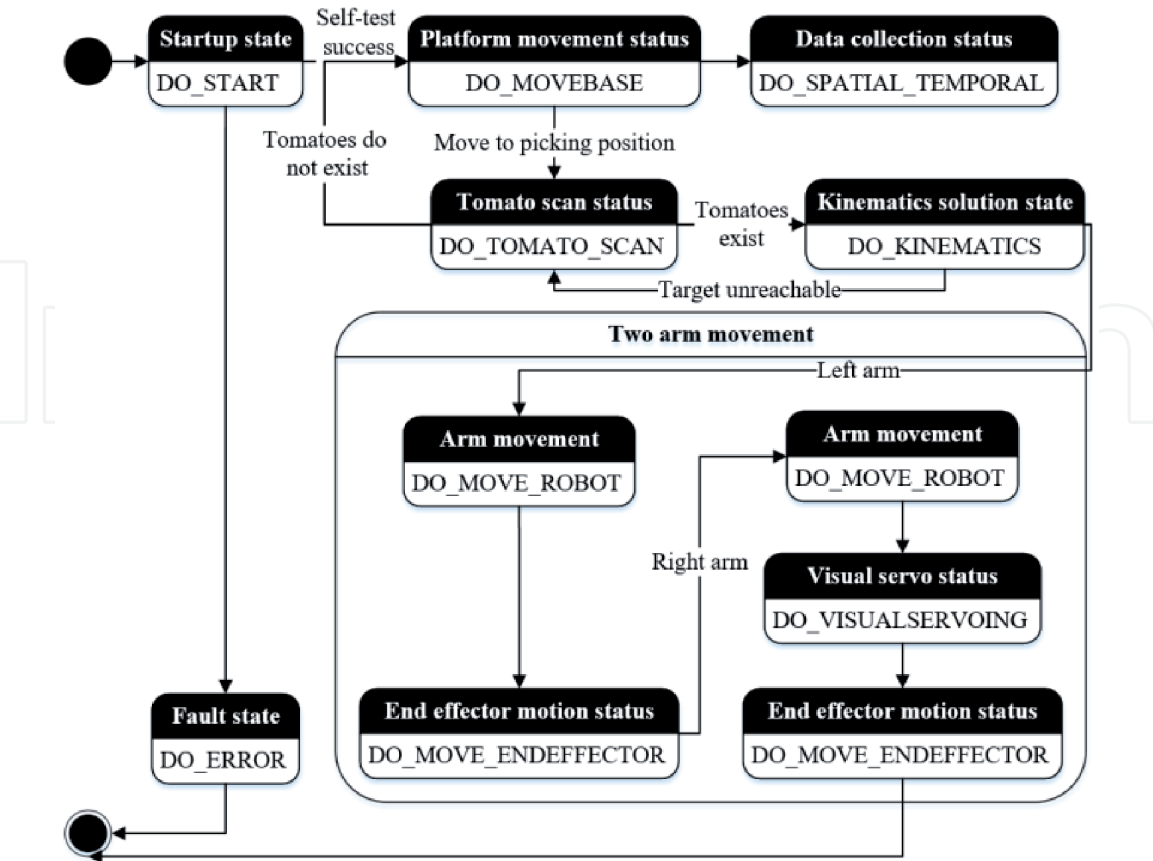 Self-test
success
Startup state
DO_START
Platform movement status
DO_MOVEBASE
Data collection status
DO_SPATIAL_TEMPORAL
Tomatoes do
not exist
Move to picking position
Tomato scan status
DO_TOMATO_SCAN
Tomatoes
exist
Kinematics solution state
DO_KINEMATICS
Target unreachable
Two arm movement
Left arm
Arm movement
DO_MOVE_ROBOT
Arm movement
DO_MOVE_ROBOT
Right arm
Visual servo status
DO_VISUALSERVOING
Fault state
DO_ERROR
End effector motion status
DO_MOVE_ENDEFFECTOR
End effector motion status
DO_MOVE_ENDEFFECTOR